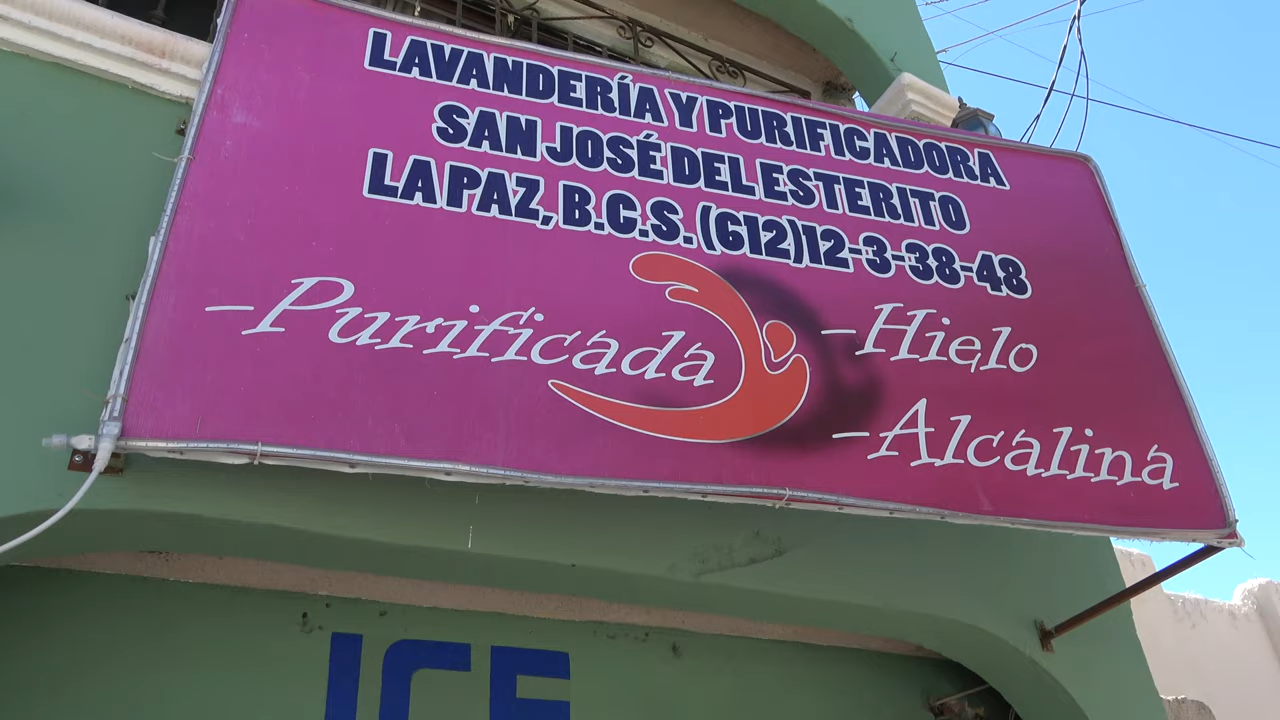 LAVANDERÍA Y PURIFICADORA
SAN JOSÉ DEL ESTERITO
LA PAZ, B.C.S. (612)12-3-38-48
-Purificada
-Hielo
-Alcalina
ICE